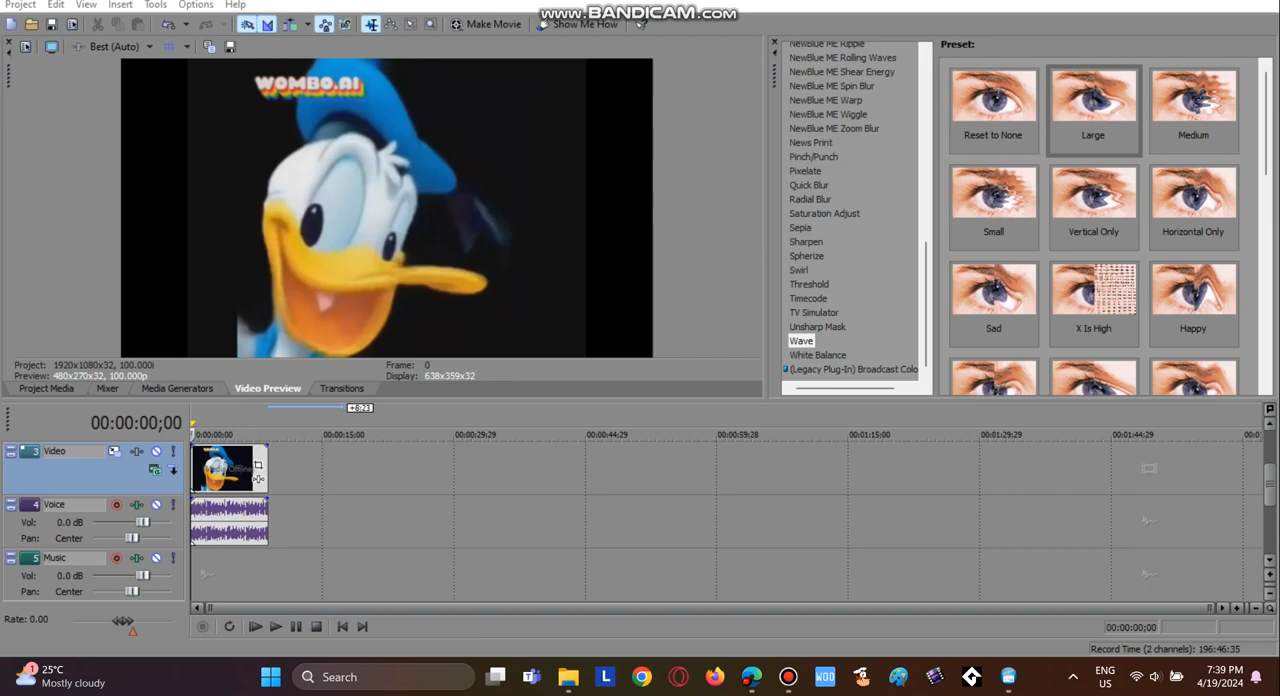 Project Edit View Insert Tools Options Help
www.BANDICAM.com
Make Movie Show Me How
Best (Auto)
WOMBO.AI
Project: 1920x1080x32, 100.000i
Preview: 480x270x32, 100.000p
Frame: 0
Display: 638x359x32
Project Media Mixer Media Generators Video Preview Transitions
NewBlue ME Ripple
NewBlue ME Rolling Waves
NewBlue ME Shear Energy
NewBlue ME Spin Blur
NewBlue ME Warp
NewBlue ME Wiggle
NewBlue ME Zoom Blur
News Print
Pinch/Punch
Pixelate
Quick Blur
Radial Blur
Saturation Adjust
Sepia
Sharpen
Spherize
Swirl
Threshold
Timecode
TV Simulator
Unsharp Mask
Wave
White Balance
(Legacy Plug-In) Broadcast Colo
Preset:
Reset to None Large Medium
Small Vertical Only Horizontal Only
Sad X Is High Happy
00:00:00;00
+8;23
0:00:00;00 00:00:15;00 00:00:29;29 00:00:44;29 00:00:59;28 00:01:15;00 00:01:29;29 00:01:44;29 00:0
3 Video
Offline
4 Voice
Vol: 0.0 dB
Pan: Center
5 Music
Vol: 0.0 dB
Pan: Center
Rate: 0.00
00:00:00;00
Record Time (2 channels): 196:46:35
1
25°C
Mostly cloudy
Search
L
WOO
ENG
US
7:39 PM
4/19/2024